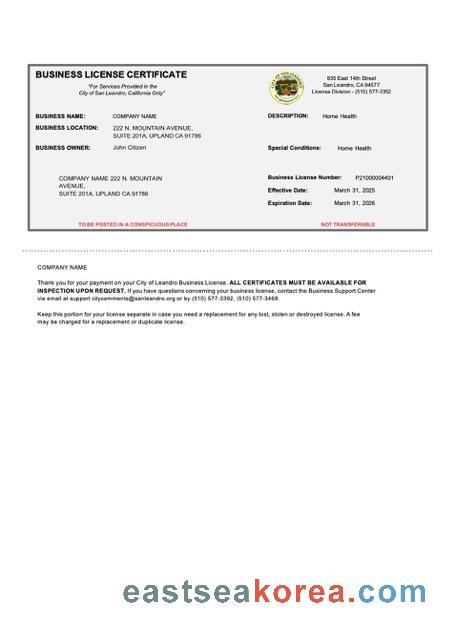 BUSINESS LICENSE CERTIFICATE
"For Services Provided in the
City of San Leandro, California Only"
835 East 14th Street
San Leandro, CA 94577
License Division - (510) 577-3392
BUSINESS NAME: COMPANY NAME
DESCRIPTION: Home Health
BUSINESS LOCATION: 222 N. MOUNTAIN AVENUE,
SUITE 201A, UPLAND CA 91786
BUSINESS OWNER: John Citizen
Special Conditions: Home Health
COMPANY NAME 222 N. MOUNTAIN
AVENUE,
SUITE 201A, UPLAND CA 91786
Business License Number: P21000004401
Effective Date: March 31, 2025
Expiration Date: March 31, 2026
TO BE POSTED IN A CONSPICUOUS PLACE
NOT TRANSFERABLE
COMPANY NAME
Thank you for your payment on your City of Leandro Business License. ALL CERTIFICATES MUST BE AVAILABLE FOR
INSPECTION UPON REQUEST. If you have questions concerning your business license, contact the Business Support Center
via email at support citycomments@sanleandro.org or by (510) 577-3392, (510) 577-3468.
Keep this portion for your license separate in case you need a replacement for any lost, stolen or destroyed license. A fee
may be charged for a replacement or duplicate license.
eastseakorea.com